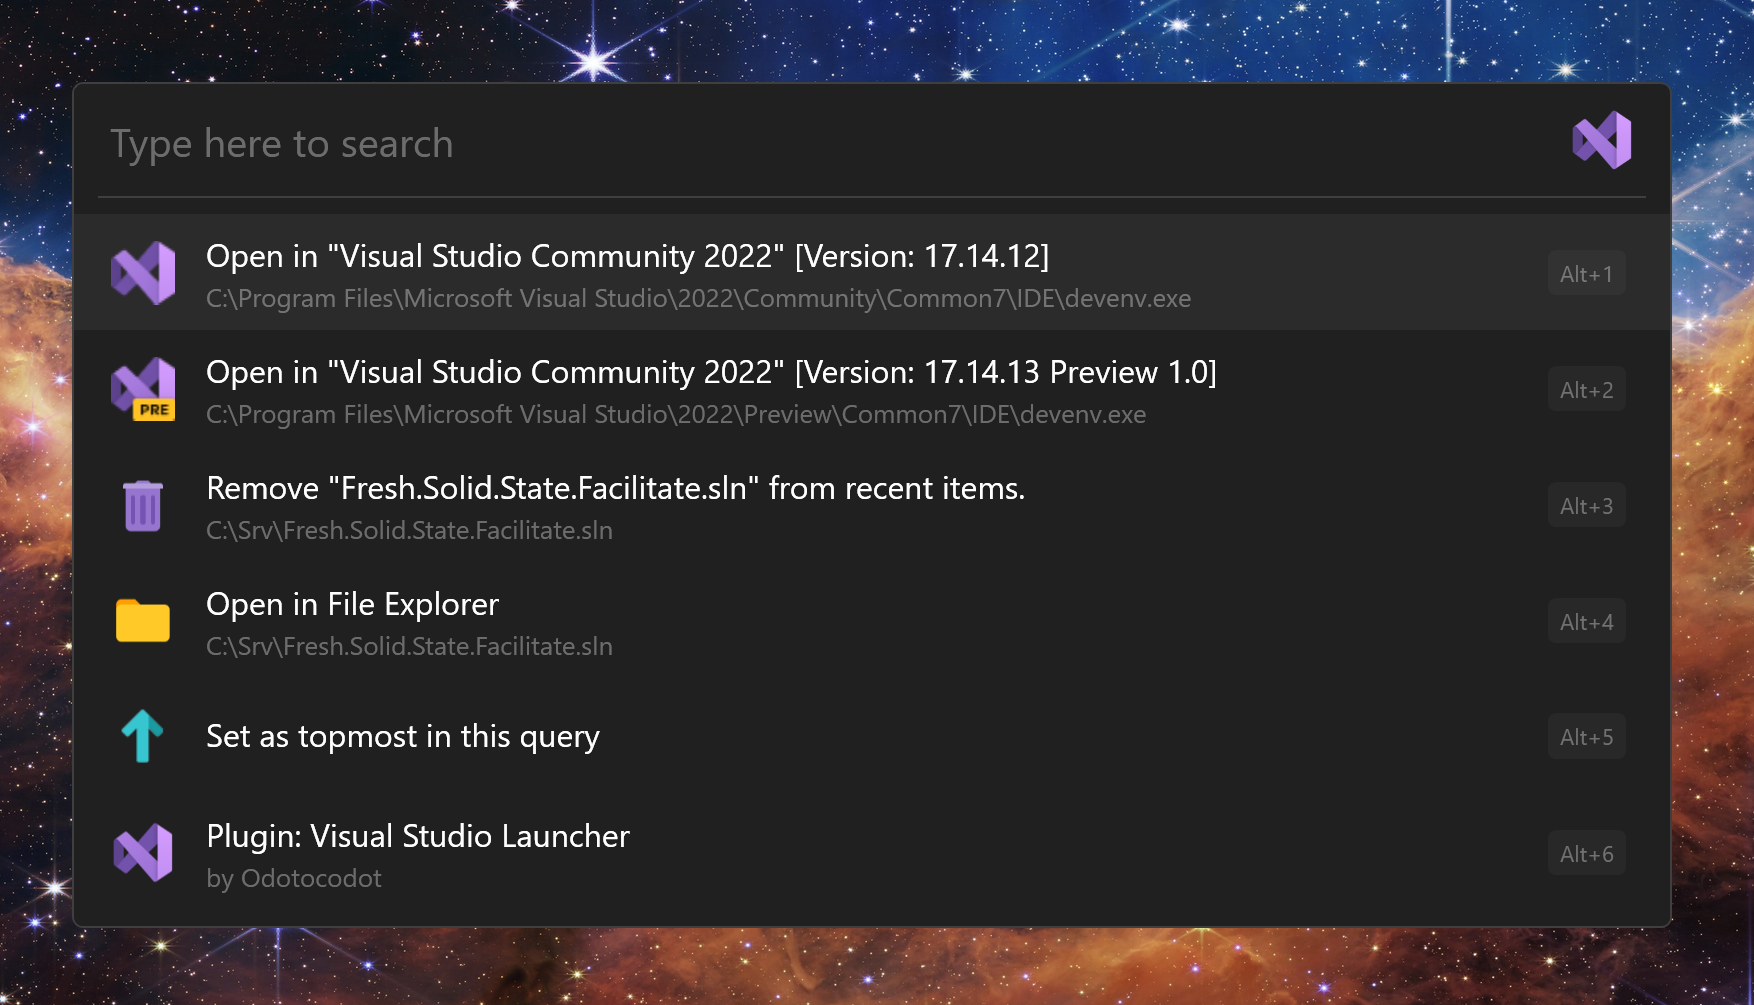 Type here to search
Open in "Visual Studio Community 2022" [Version: 17.14.12]
C:\Program Files\Microsoft Visual Studio\2022\Community\Common7\IDE\devenv.exe
Alt+1
Open in "Visual Studio Community 2022" [Version: 17.14.13 Preview 1.0]
C:\Program Files\Microsoft Visual Studio\2022\Preview\Common7\IDE\devenv.exe
PRE
Alt+2
Remove "Fresh.Solid.State.Facilitate.sln" from recent items.
C:\Srv\Fresh.Solid.State.Facilitate.sln
Alt+3
Open in File Explorer
C:\Srv\Fresh.Solid.State.Facilitate.sln
Alt+4
Set as topmost in this query
Alt+5
Plugin: Visual Studio Launcher
by Odotocodot
Alt+6